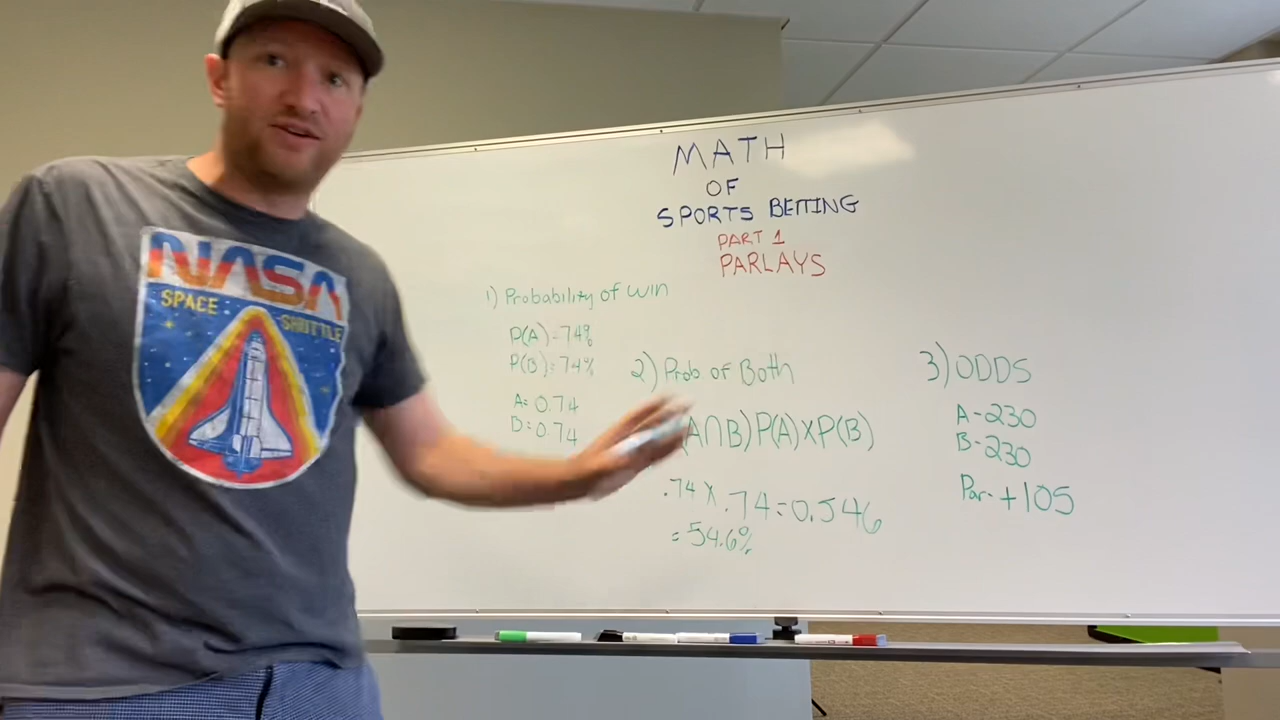 MATH
OF
SPORTS BETTING
PART 1
PARLAYS
1) Probability of win
P(A)=74%
P(B)=74%
A=0.74
B=0.74
2) Prob. of Both
(A∩B)P(A)XP(B)
.74 X .74=0.546
=54.6%
3) ODDS
A-230
B-230
Par-+105
NASA
SPACE
SHUTTLE